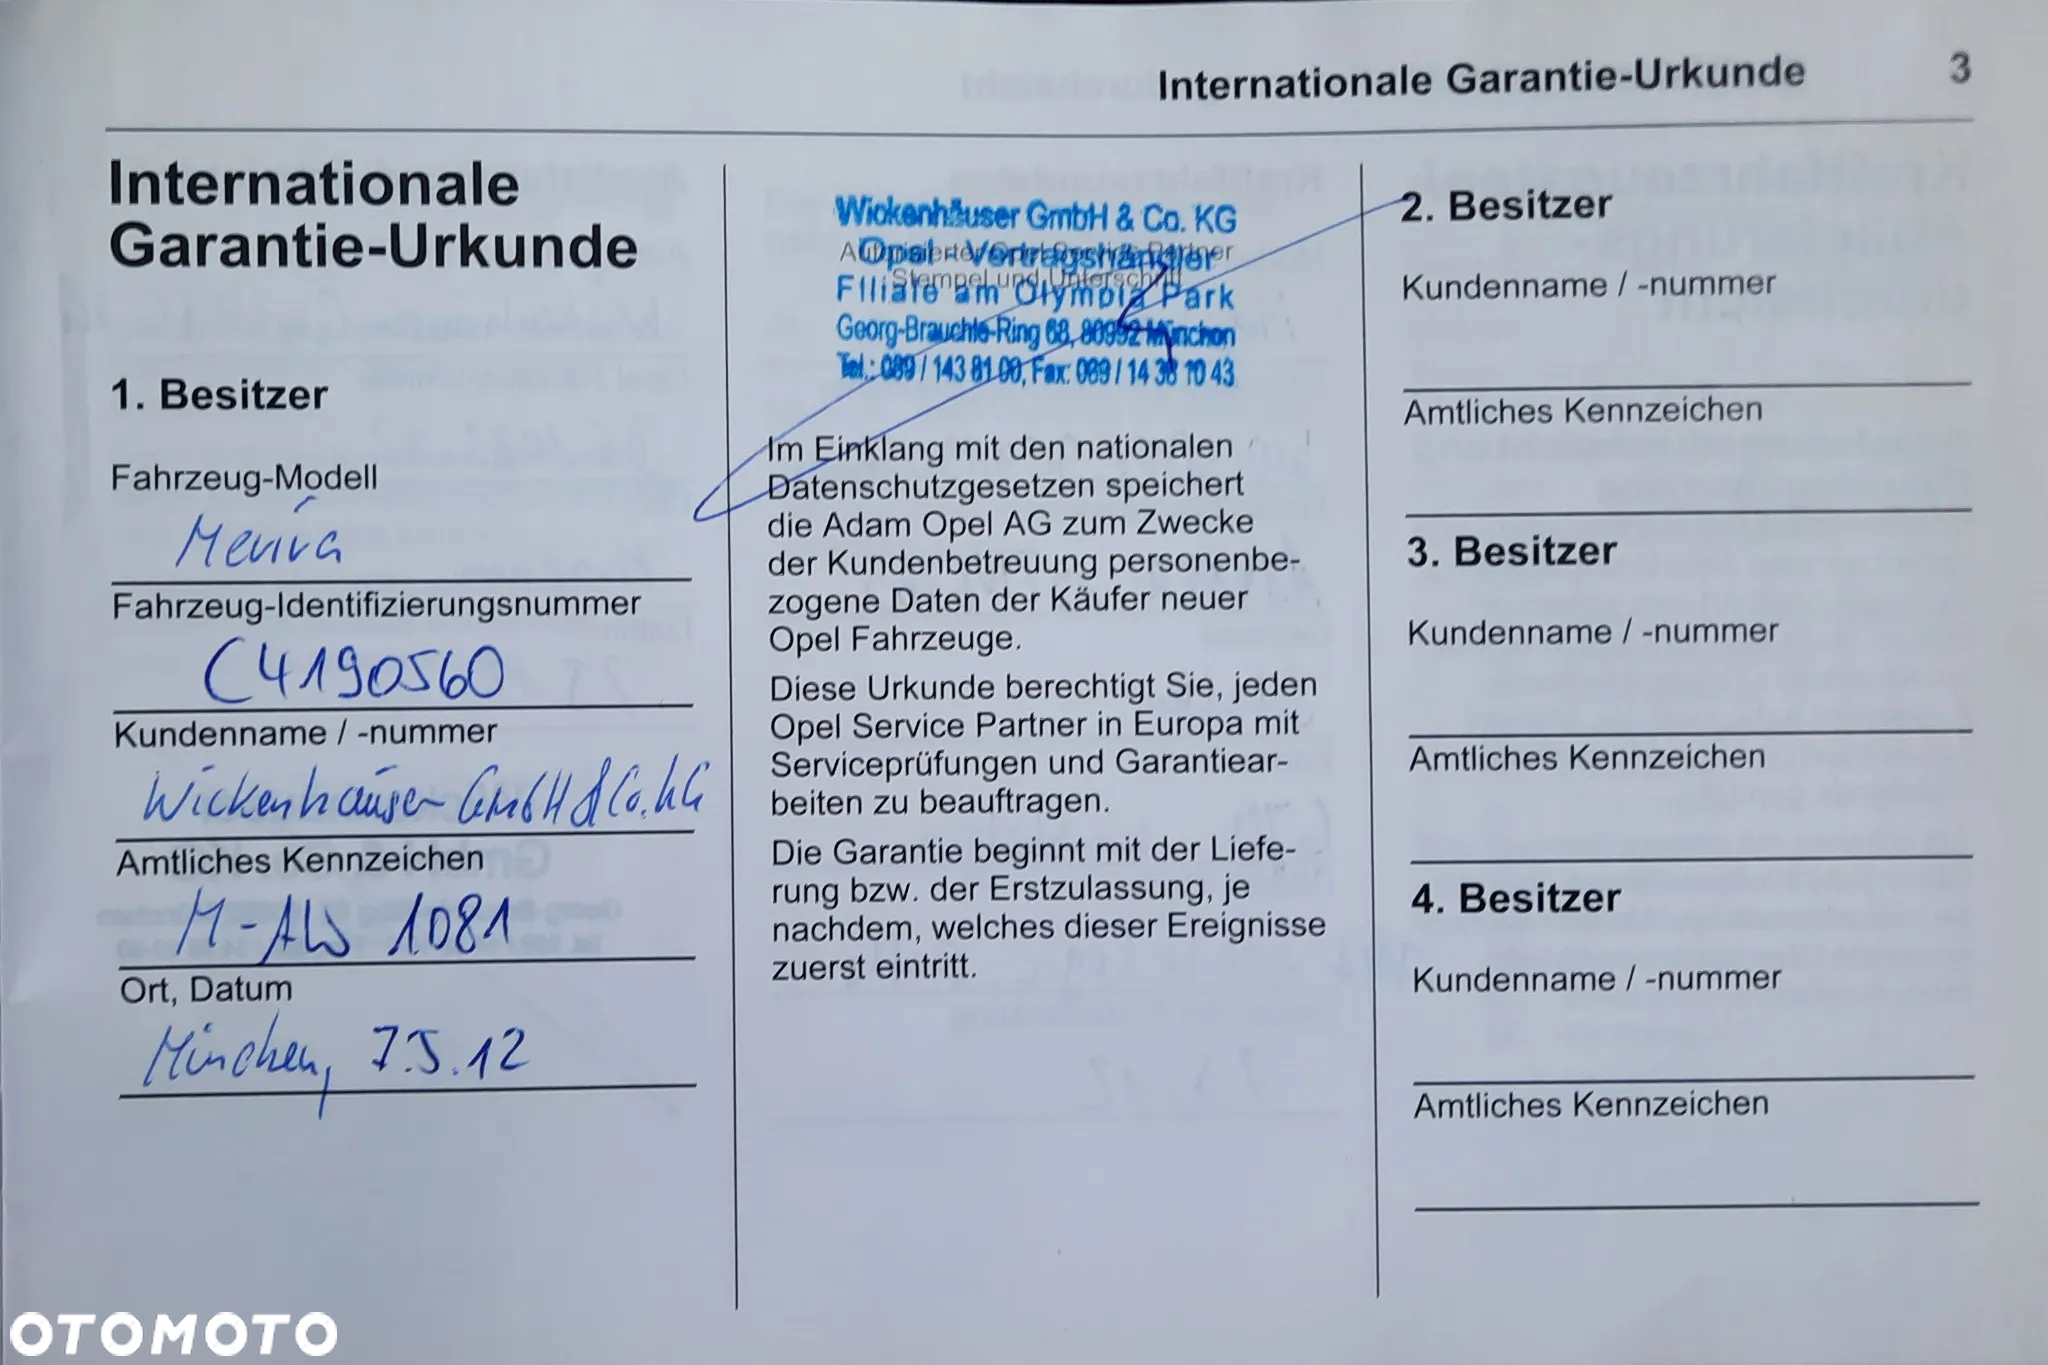 Internationale Garantie-Urkunde 3
Internationale
Garantie-Urkunde
1. Besitzer
Fahrzeug-Modell
Meriva
Fahrzeug-Identifizierungsnummer
C4190560
Kundenname / -nummer
Wickenhäuser GmbH & Co. KG
Amtliches Kennzeichen
M-AW 1081
Ort, Datum
München, 7.5.12
Wickenhäuser GmbH & Co. KG
Autorisierter Opel Service Partner
Opel - Vertragshändler
Stempel und Unterschrift
Filiale am Olympia Park
Georg-Brauchle-Ring 68, 80992 München
Tel.: 089 / 143 81 00, Fax: 089 / 14 38 10 43
Im Einklang mit den nationalen
Datenschutzgesetzen speichert
die Adam Opel AG zum Zwecke
der Kundenbetreuung personenbe-
zogene Daten der Käufer neuer
Opel Fahrzeuge.
Diese Urkunde berechtigt Sie, jeden
Opel Service Partner in Europa mit
Serviceprüfungen und Garantiear-
beiten zu beauftragen.
Die Garantie beginnt mit der Liefe-
rung bzw. der Erstzulassung, je
nachdem, welches dieser Ereignisse
zuerst eintritt.
2. Besitzer
Kundenname / -nummer
Amtliches Kennzeichen
3. Besitzer
Kundenname / -nummer
Amtliches Kennzeichen
4. Besitzer
Kundenname / -nummer
Amtliches Kennzeichen
OTOMOTO